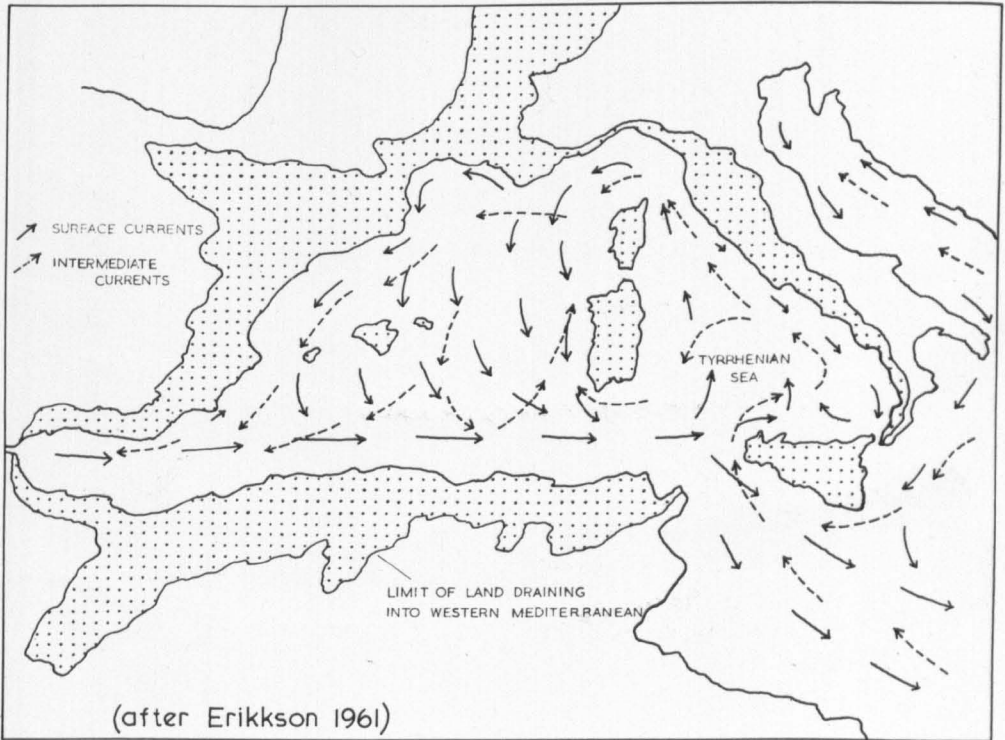 SURFACE CURRENTS
INTERMEDIATE
CURRENTS
TYRRHENIAN
SEA
LIMIT OF LAND DRAINING
INTO WESTERN MEDITERRANEAN
(after Erikkson 1961)